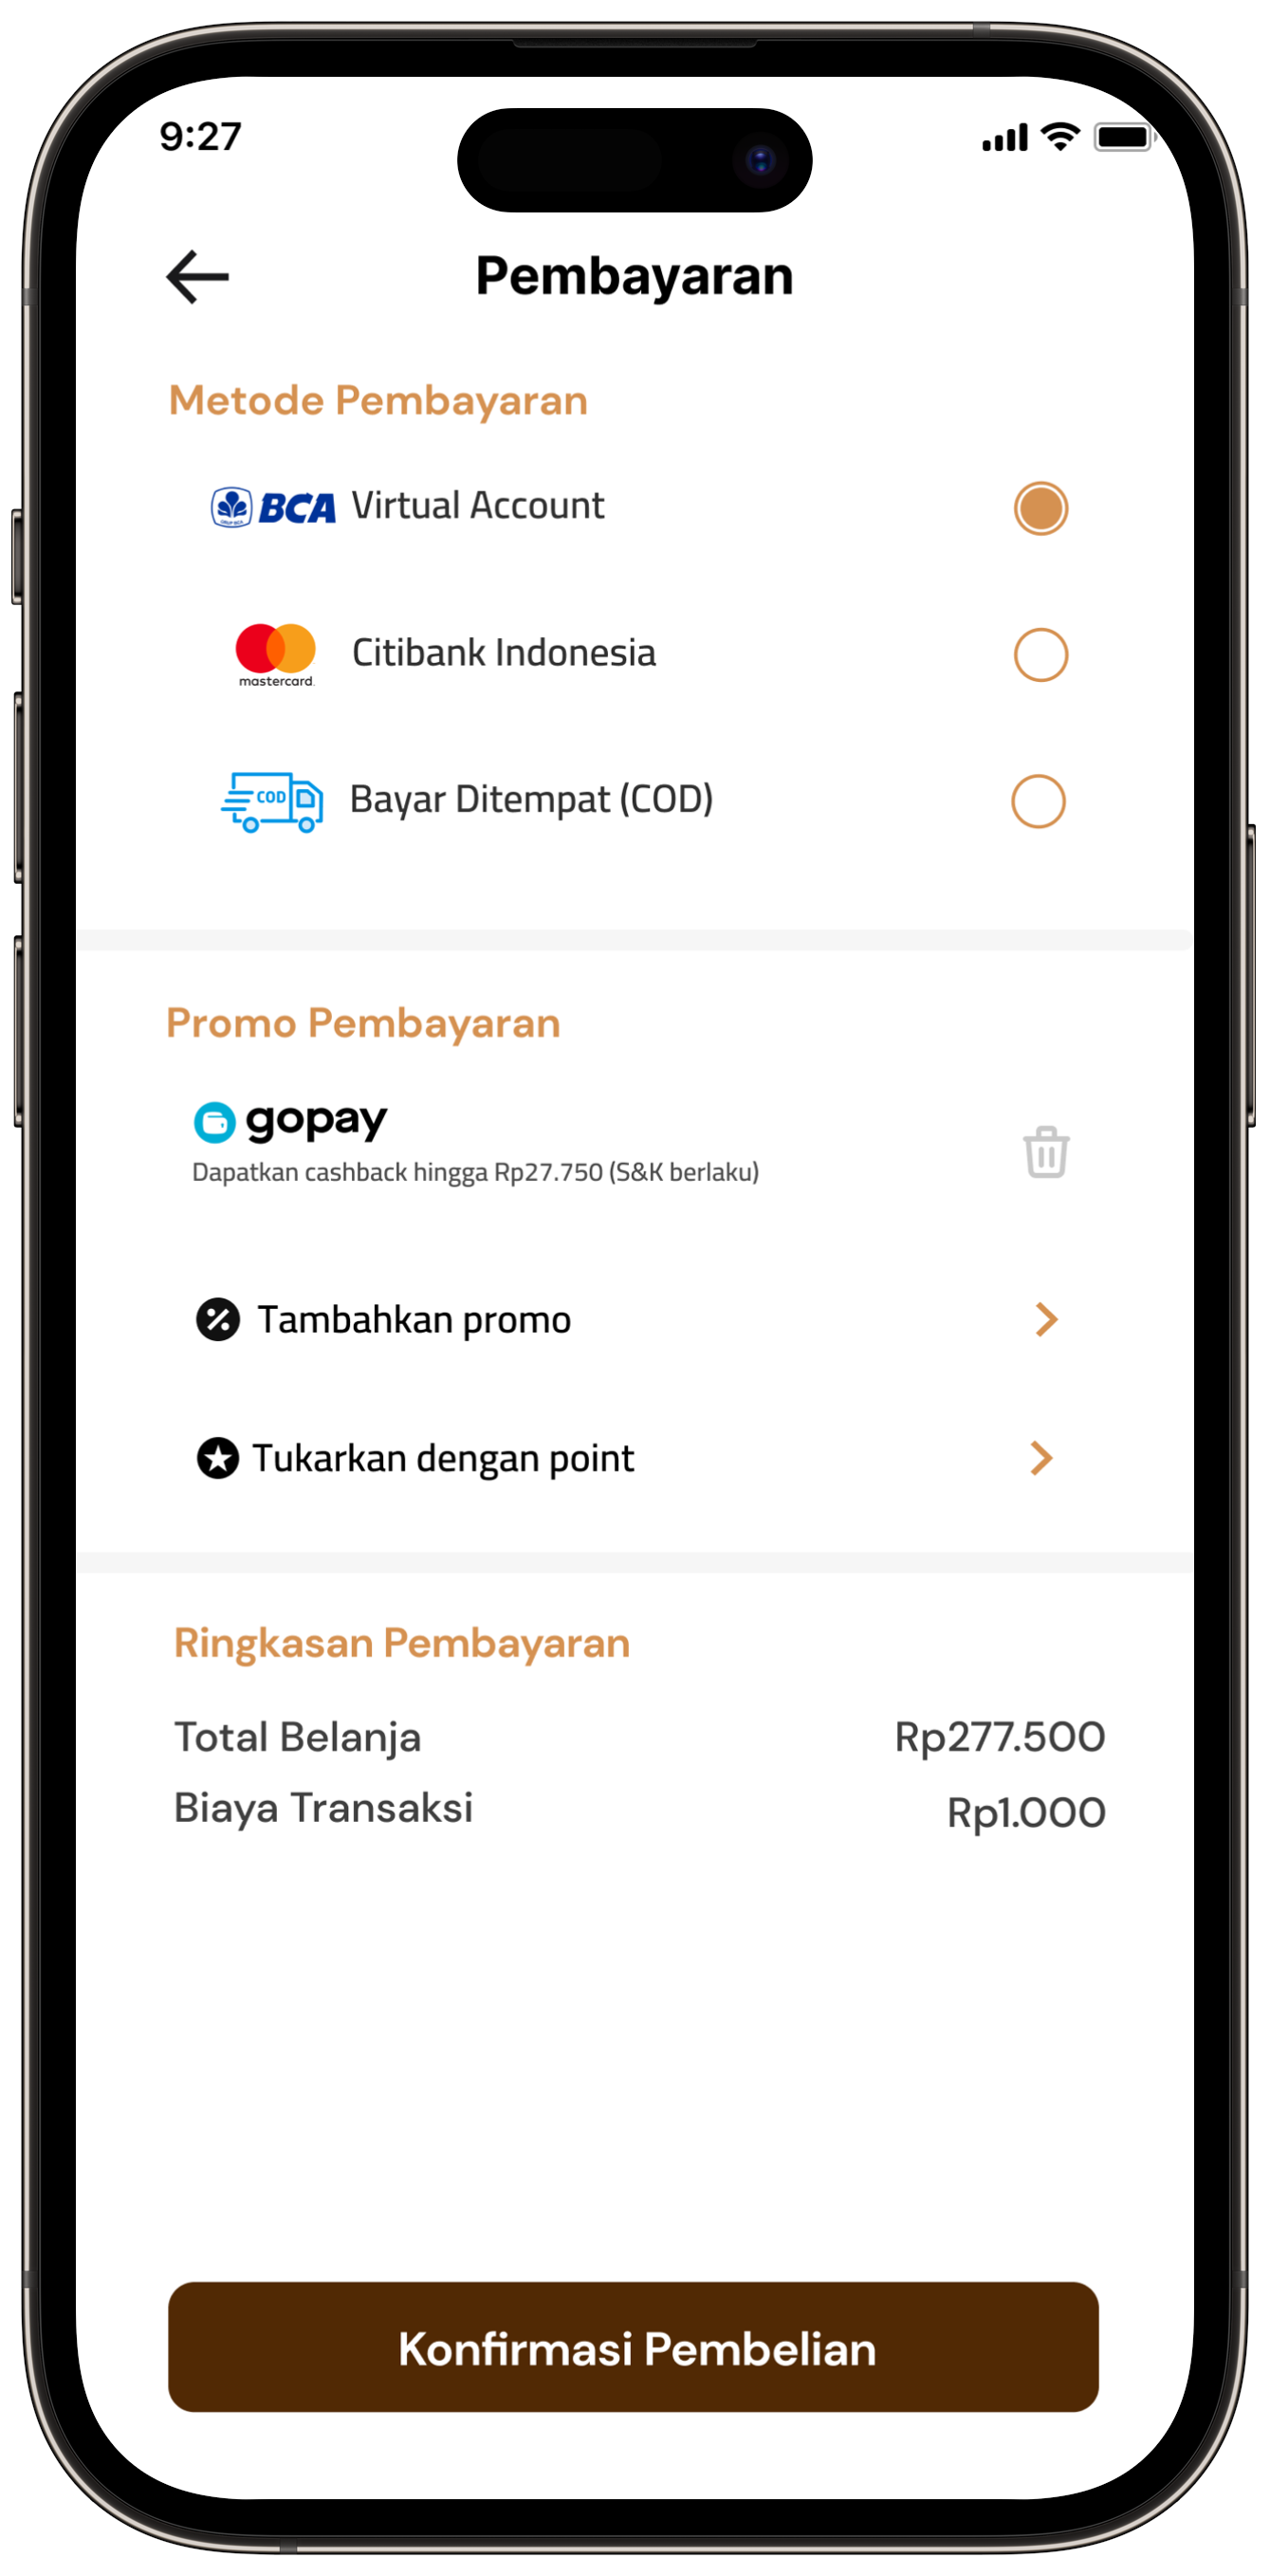 9:27
Pembayaran
Metode Pembayaran
BCA Virtual Account
mastercard.
Citibank Indonesia
COD
Bayar Ditempat (COD)
Promo Pembayaran
gopay
Dapatkan cashback hingga Rp27.750 (S&K berlaku)
Tambahkan promo
Tukarkan dengan point
Ringkasan Pembayaran
Total Belanja Rp277.500
Biaya Transaksi Rp1.000
Konfirmasi Pembelian